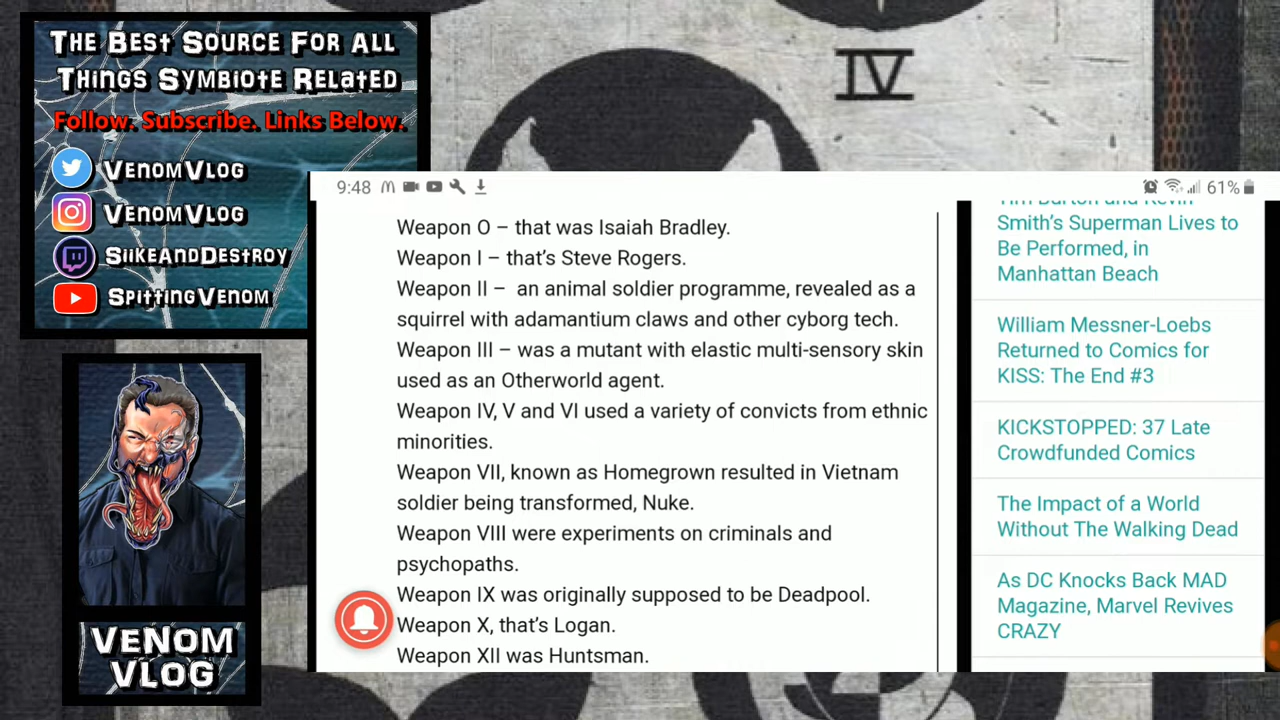 THE BEST SOURCE FOR ALL
THINGS SYMBIOTE RELATED
Follow. Subscribe. Links Below.
VENOMVLOG
VENOMVLOG
SIIKEANDDESTROY
SPITTINGVENOM
VENOM
VLOG
IV
9:48
61%
Weapon O – that was Isaiah Bradley.
Weapon I – that's Steve Rogers.
Weapon II – an animal soldier programme, revealed as a
squirrel with adamantium claws and other cyborg tech.
Weapon III – was a mutant with elastic multi-sensory skin
used as an Otherworld agent.
Weapon IV, V and VI used a variety of convicts from ethnic
minorities.
Weapon VII, known as Homegrown resulted in Vietnam
soldier being transformed, Nuke.
Weapon VIII were experiments on criminals and
psychopaths.
Weapon IX was originally supposed to be Deadpool.
Weapon X, that's Logan.
Weapon XII was Huntsman.
Tim Burton and Kevin
Smith's Superman Lives to
Be Performed, in
Manhattan Beach
William Messner-Loebs
Returned to Comics for
KISS: The End #3
KICKSTOPPED: 37 Late
Crowdfunded Comics
The Impact of a World
Without The Walking Dead
As DC Knocks Back MAD
Magazine, Marvel Revives
CRAZY